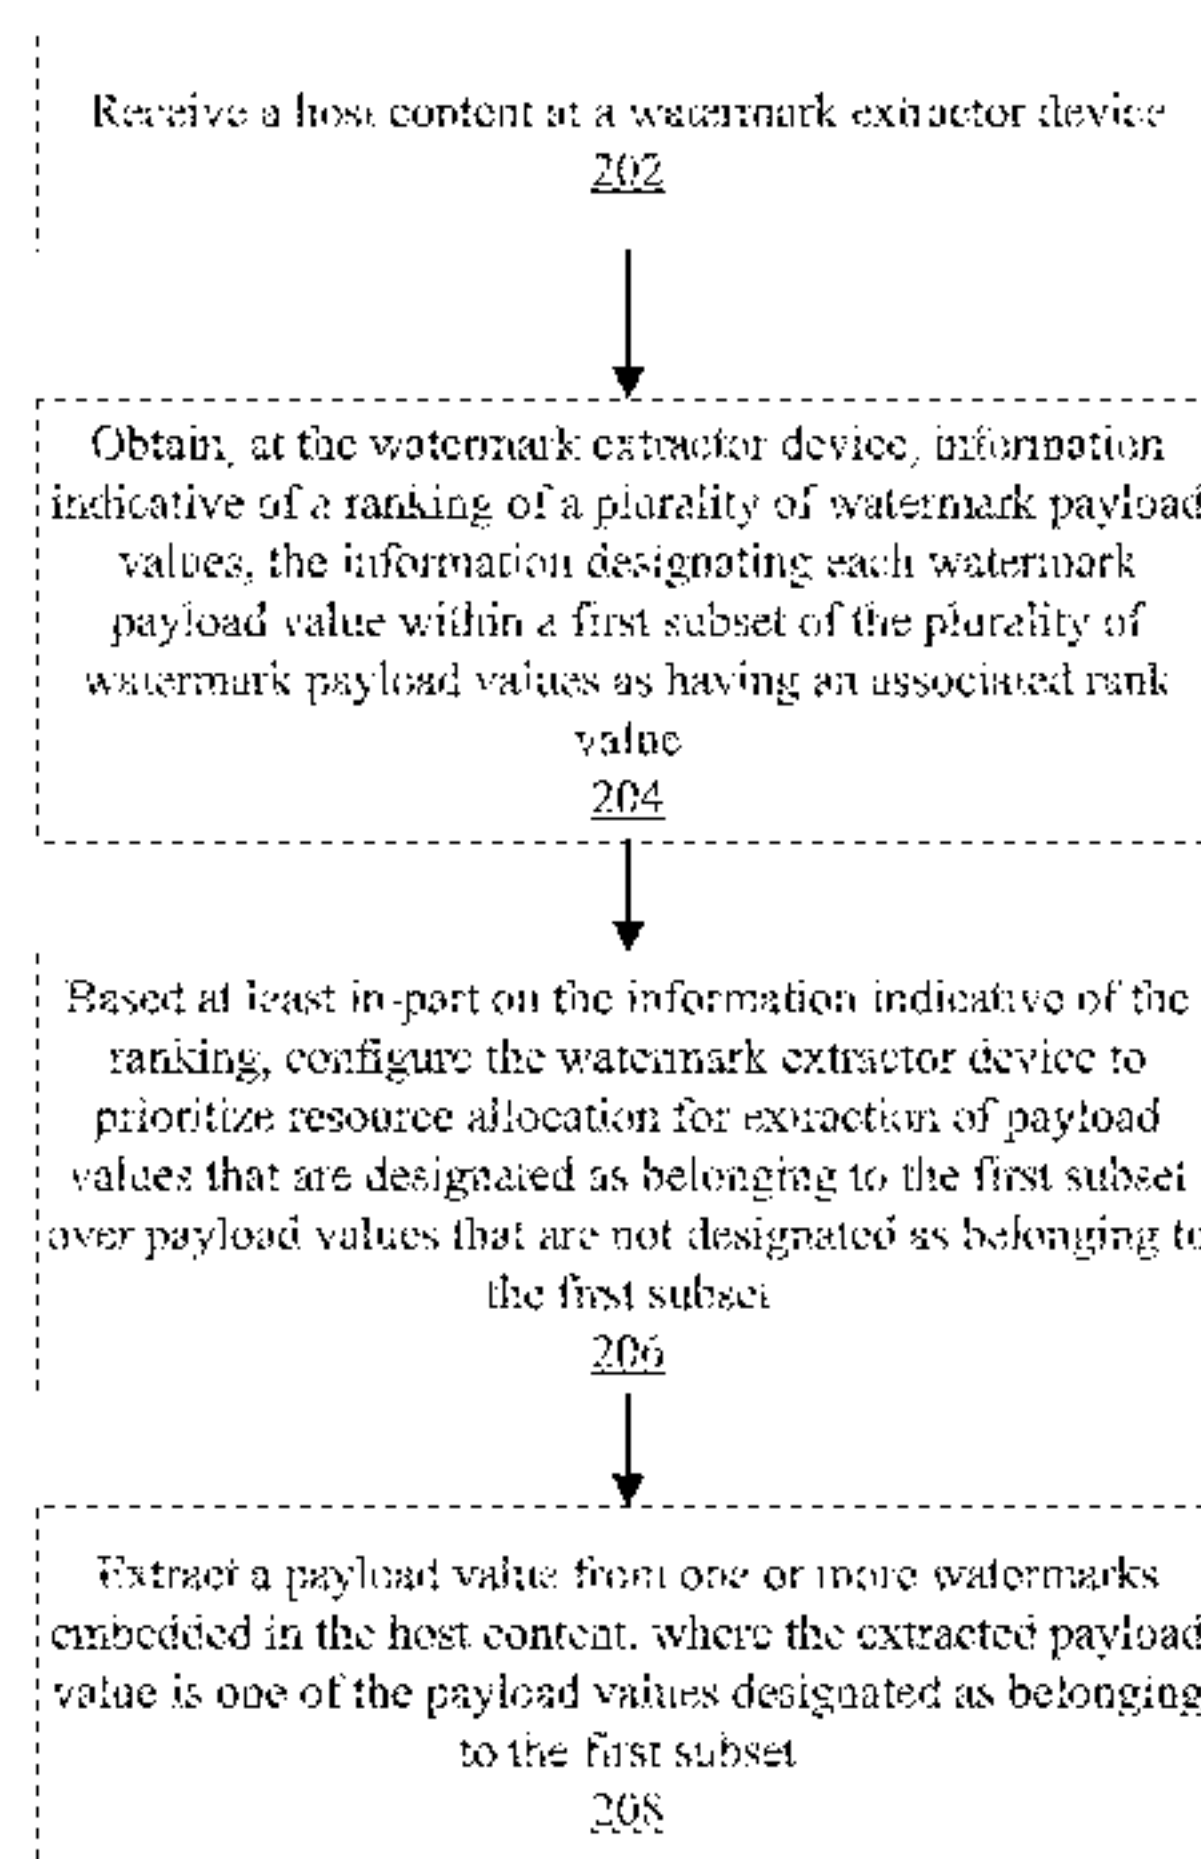 Receive a host content at a watermark extractor device
202
Obtain, at the watermark extractor device, information
indicative of a ranking of a plurality of watermark payload
values, the information designating each watermark
payload value within a first subset of the plurality of
watermark payload values as having an associated rank
value
204
Based at least in-part on the information indicative of the
ranking, configure the watermark extractor device to
prioritize resource allocation for extraction of payload
values that are designated as belonging to the first subset
over payload values that are not designated as belonging to
the first subset
206
Extract a payload value from one or more watermarks
embedded in the host content, where the extracted payload
value is one of the payload values designated as belonging
to the first subset
208